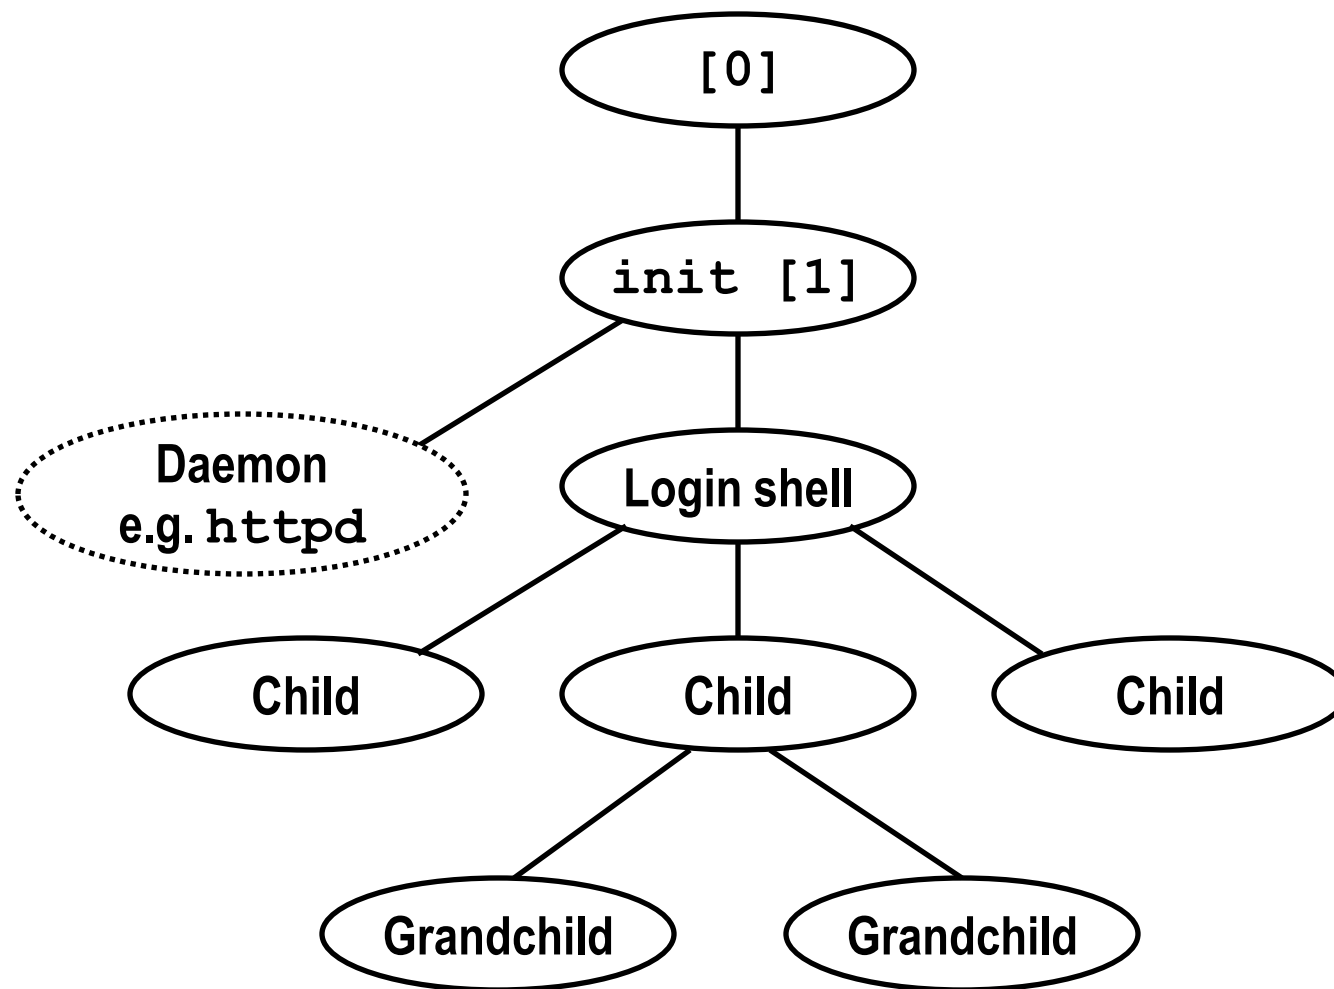 [0]
init [1]
Daemon
e.g. httpd
Login shell
Child
Child
Child
Grandchild
Grandchild